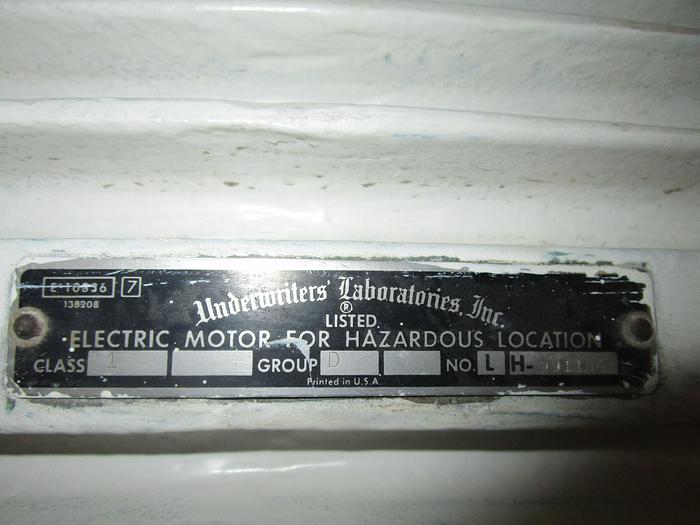 E-10836 7
138208
Underwriters' Laboratories, Inc.
®
LISTED
ELECTRIC MOTOR FOR HAZARDOUS LOCATION
CLASS 1 GROUP D NO. L H-
Printed in U.S.A.